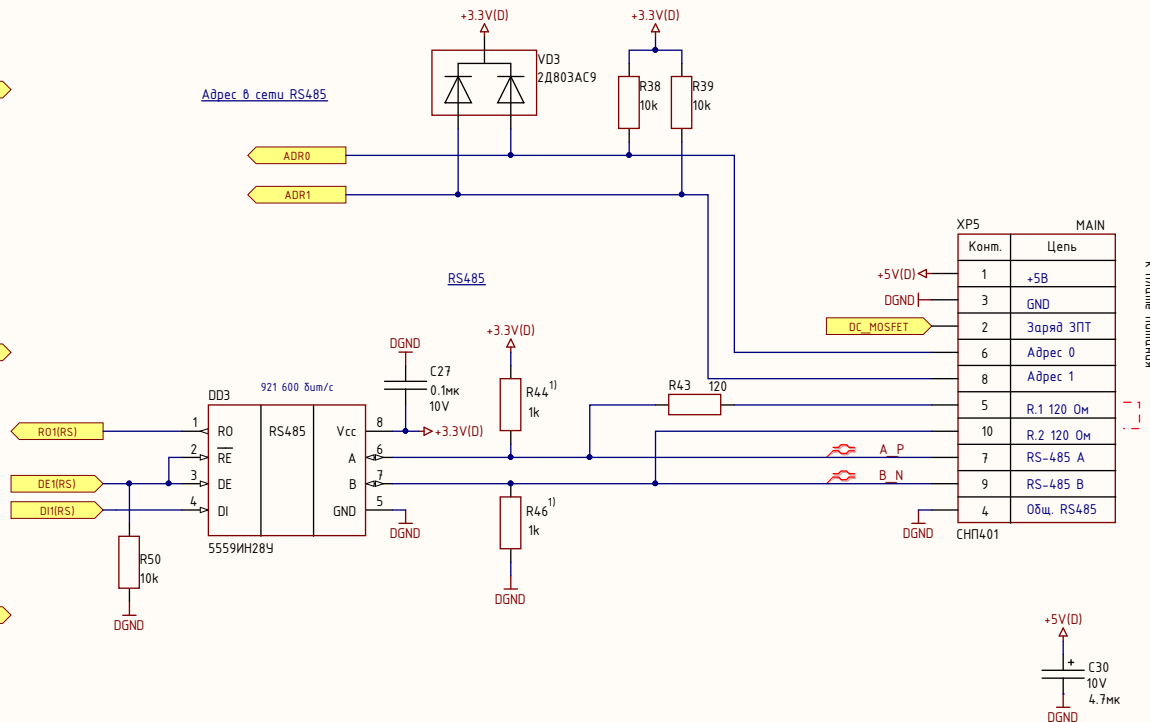 +3.3V(D)
+3.3V(D)
VD3
2Д803АС9
R38
10k
R39
10k
Адрес в сети RS485
ADR0
ADR1
XP5
MAIN
Конт.
Цепь
+5V(D)
1
+5В
DGND
3
GND
DC_MOSFET
2
Заряд ЗПТ
6
Адрес 0
8
Адрес 1
5
R.1 120 Ом
10
R.2 120 Ом
7
RS-485 A
9
RS-485 B
4
Общ. RS485
DGND
СНП401
RS485
+3.3V(D)
DGND
C27
0.1мк
10V
R44 1)
1k
R43
120
921 600 бит/с
DD3
RS485
RO1(RS)
1
RO
Vcc
8
+3.3V(D)
2
RE
A
6
A_P
DE1(RS)
3
DE
B
7
B_N
DI1(RS)
4
DI
GND
5
DGND
5559ИН28У
R46 1)
1k
DGND
R50
10k
DGND
+5V(D)
+
C30
10V
4.7мк
DGND